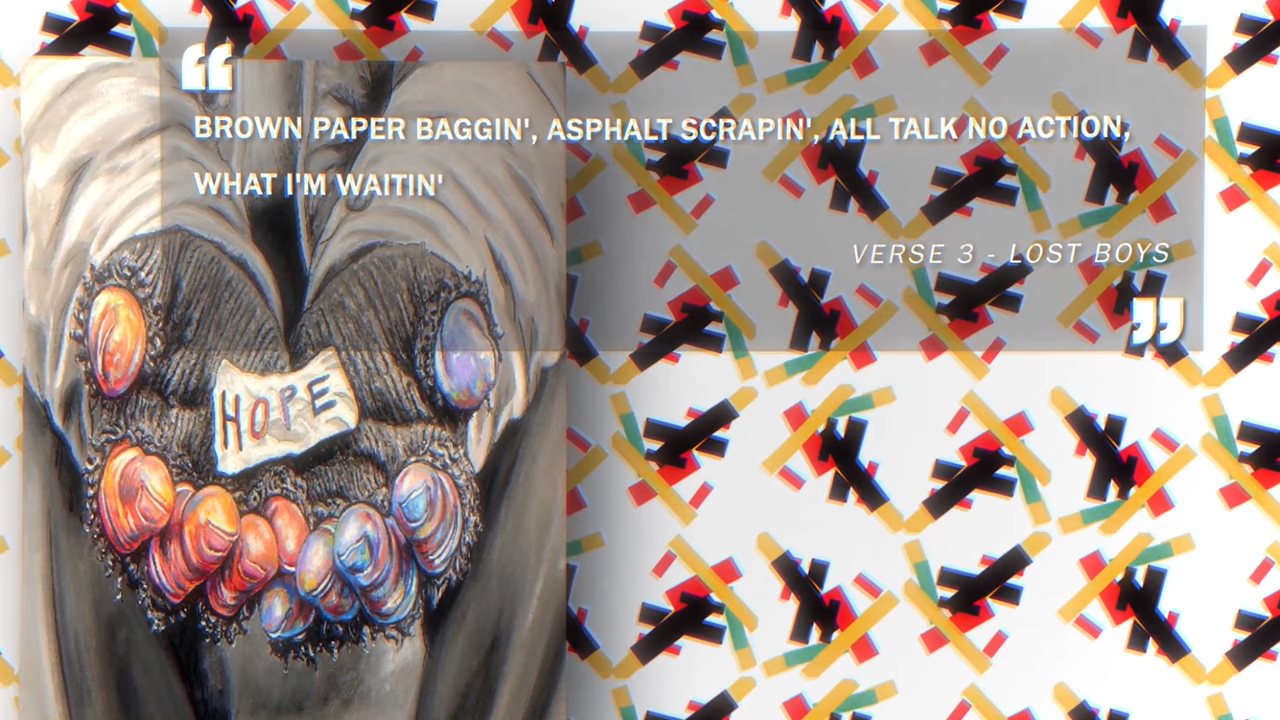 “
BROWN PAPER BAGGIN', ASPHALT SCRAPIN', ALL TALK NO ACTION,
WHAT I'M WAITIN'
VERSE 3 - LOST BOYS
”
HOPE